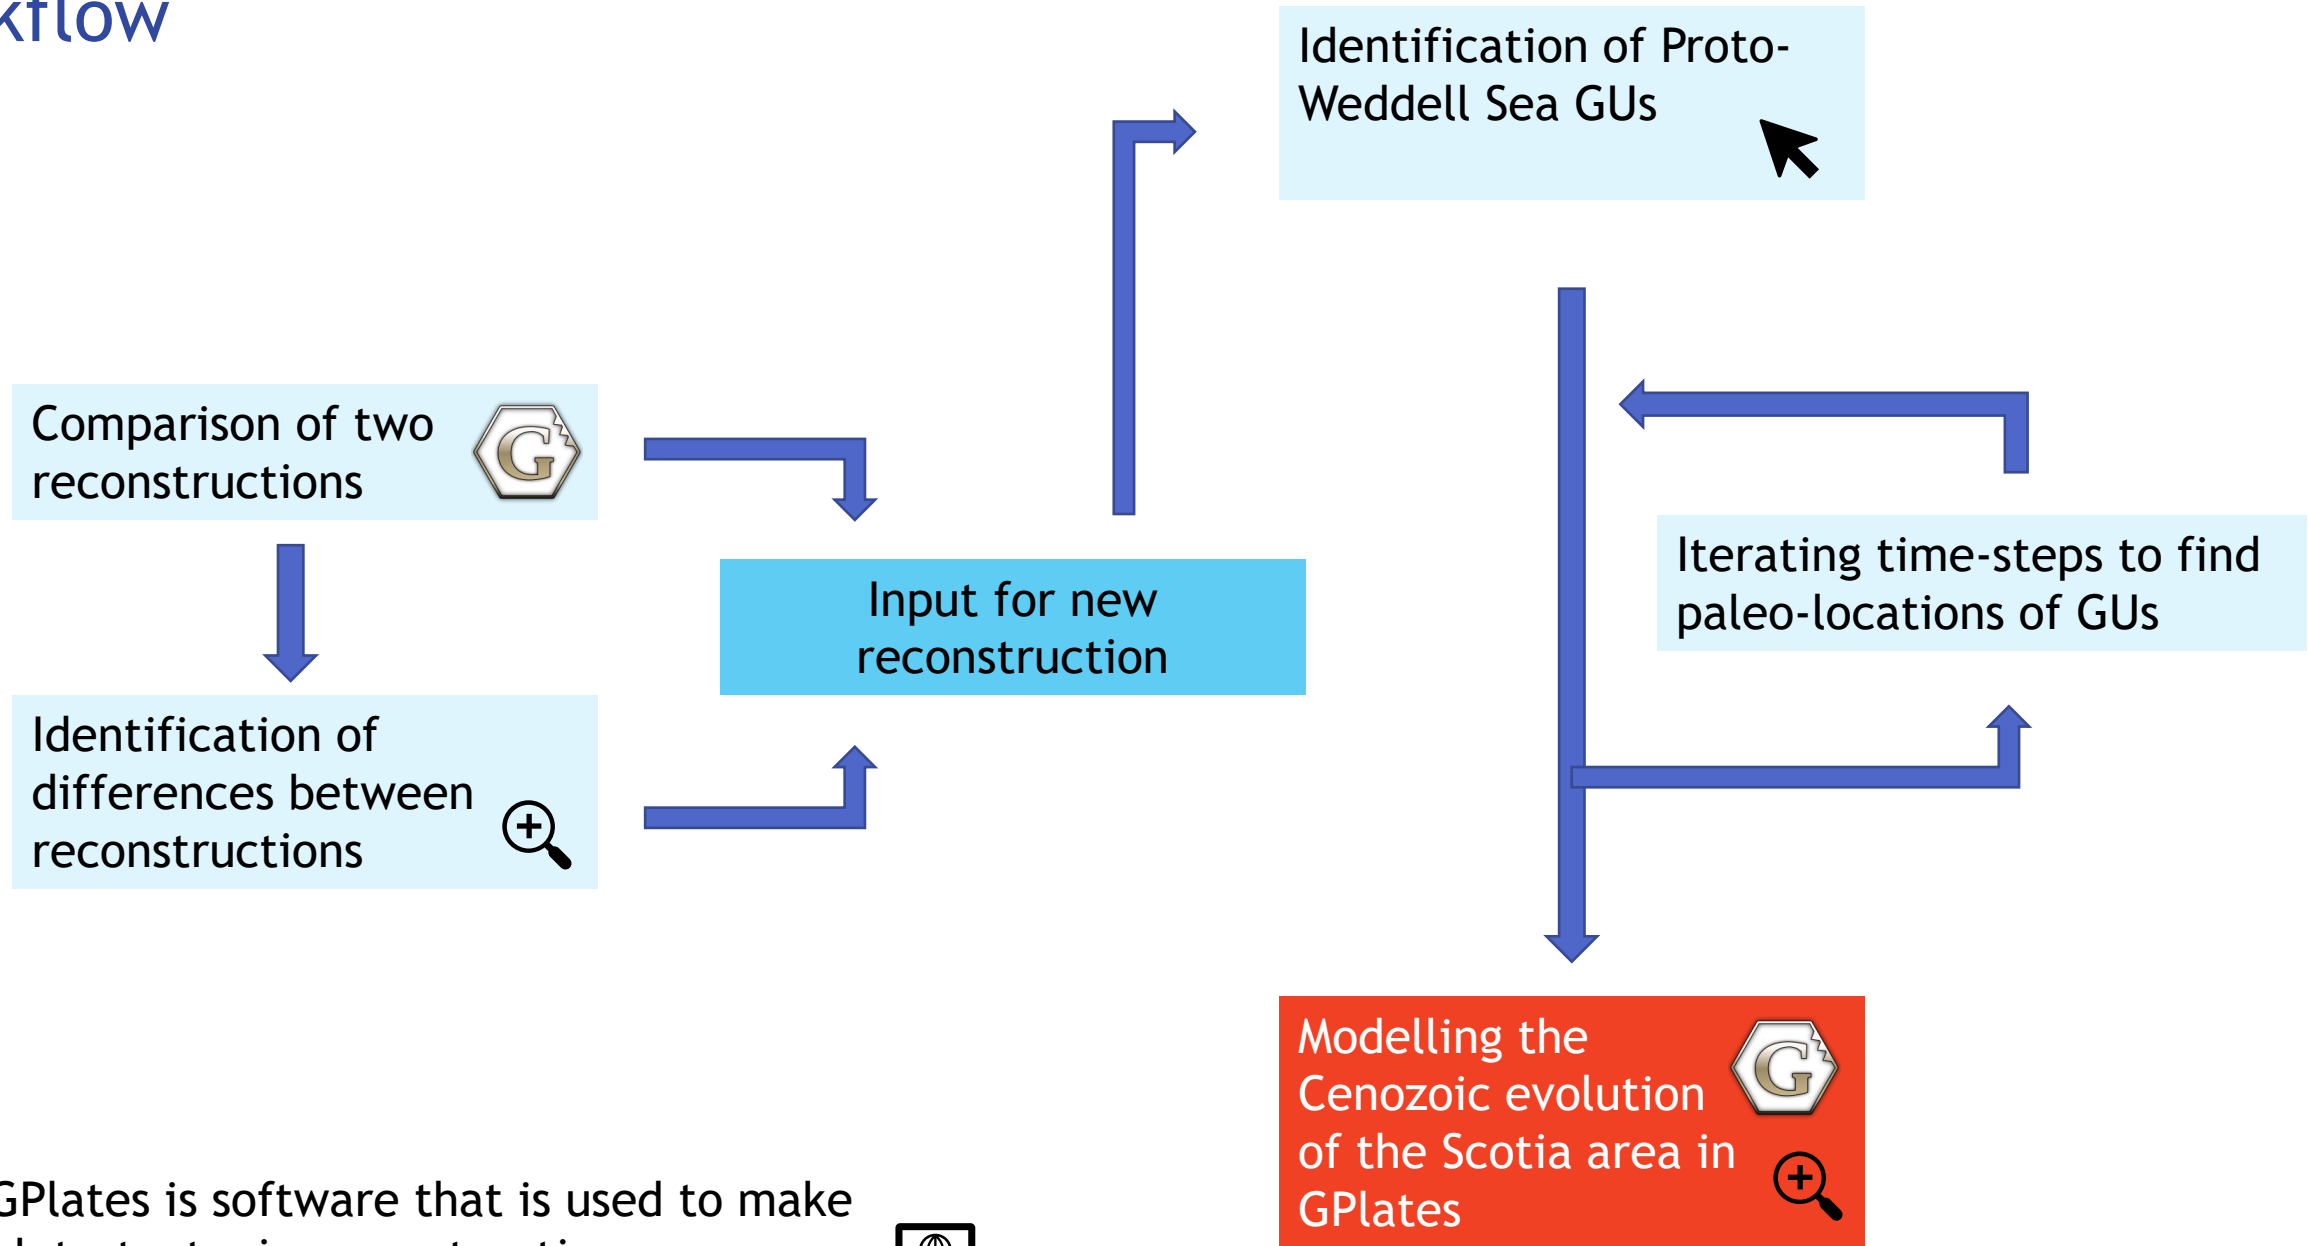 kflow
Identification of Proto-
Weddell Sea GUs
Comparison of two
reconstructions
G
Input for new
reconstruction
Iterating time-steps to find
paleo-locations of GUs
Identification of
differences between
reconstructions
Modelling the
Cenozoic evolution
of the Scotia area in
GPlates
G
GPlates is software that is used to make